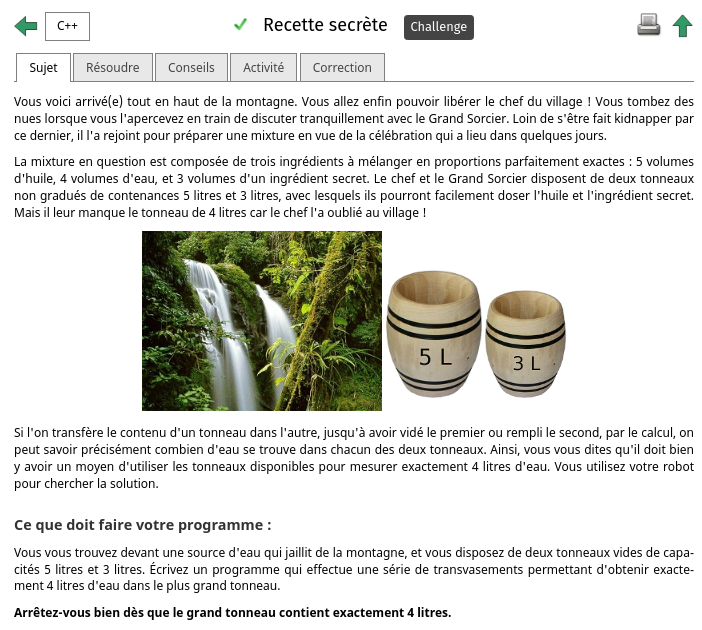 C++
Recette secrète
Challenge
Sujet
Résoudre
Conseils
Activité
Correction
Vous voici arrivé(e) tout en haut de la montagne. Vous allez enfin pouvoir libérer le chef du village ! Vous tombez des
nues lorsque vous l'apercevez en train de discuter tranquillement avec le Grand Sorcier. Loin de s'être fait kidnapper par
ce dernier, il l'a rejoint pour préparer une mixture en vue de la célébration qui a lieu dans quelques jours.
La mixture en question est composée de trois ingrédients à mélanger en proportions parfaitement exactes : 5 volumes
d'huile, 4 volumes d'eau, et 3 volumes d'un ingrédient secret. Le chef et le Grand Sorcier disposent de deux tonneaux
non gradués de contenances 5 litres et 3 litres, avec lesquels ils pourront facilement doser l'huile et l'ingrédient secret.
Mais il leur manque le tonneau de 4 litres car le chef l'a oublié au village !
5 L
3 L
Si l'on transfère le contenu d'un tonneau dans l'autre, jusqu'à avoir vidé le premier ou rempli le second, par le calcul, on
peut savoir précisément combien d'eau se trouve dans chacun des deux tonneaux. Ainsi, vous vous dites qu'il doit bien
y avoir un moyen d'utiliser les tonneaux disponibles pour mesurer exactement 4 litres d'eau. Vous utilisez votre robot
pour chercher la solution.
Ce que doit faire votre programme :
Vous vous trouvez devant une source d'eau qui jaillit de la montagne, et vous disposez de deux tonneaux vides de capa-
cités 5 litres et 3 litres. Écrivez un programme qui effectue une série de transvasements permettant d'obtenir exacte-
ment 4 litres d'eau dans le plus grand tonneau.
Arrêtez-vous bien dès que le grand tonneau contient exactement 4 litres.